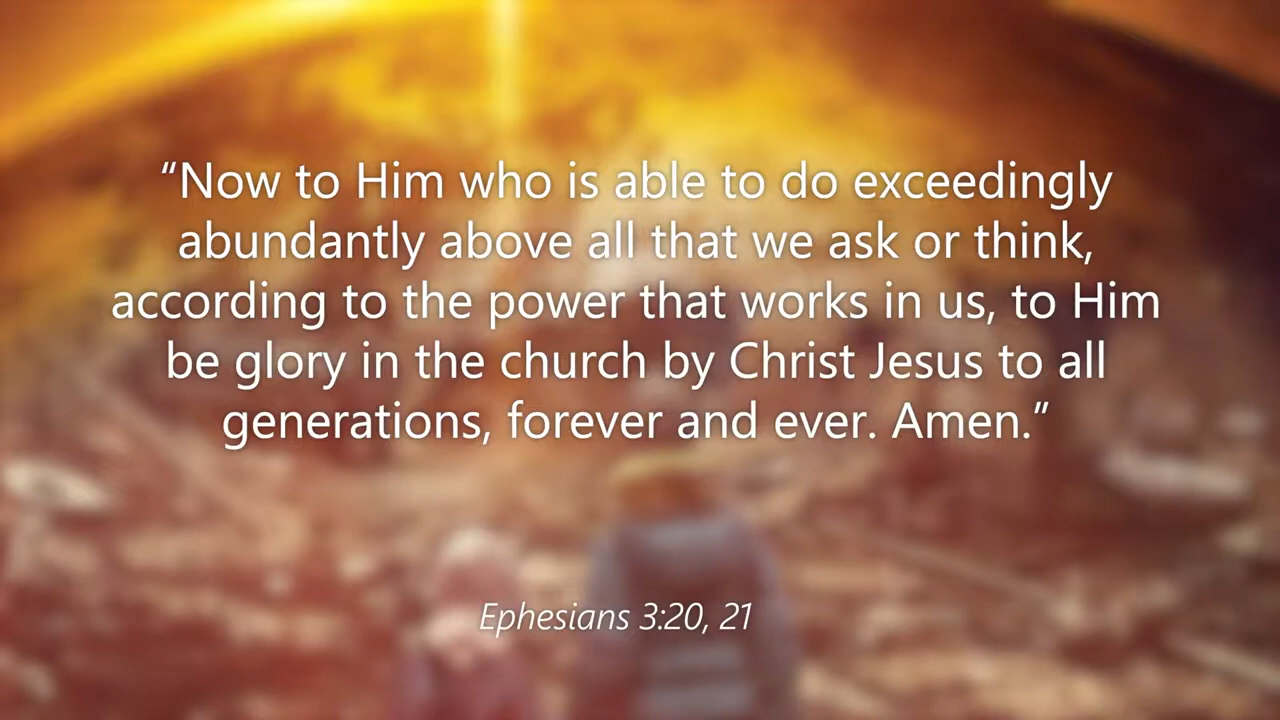 “Now to Him who is able to do exceedingly
abundantly above all that we ask or think,
according to the power that works in us, to Him
be glory in the church by Christ Jesus to all
generations, forever and ever. Amen.”
Ephesians 3:20, 21